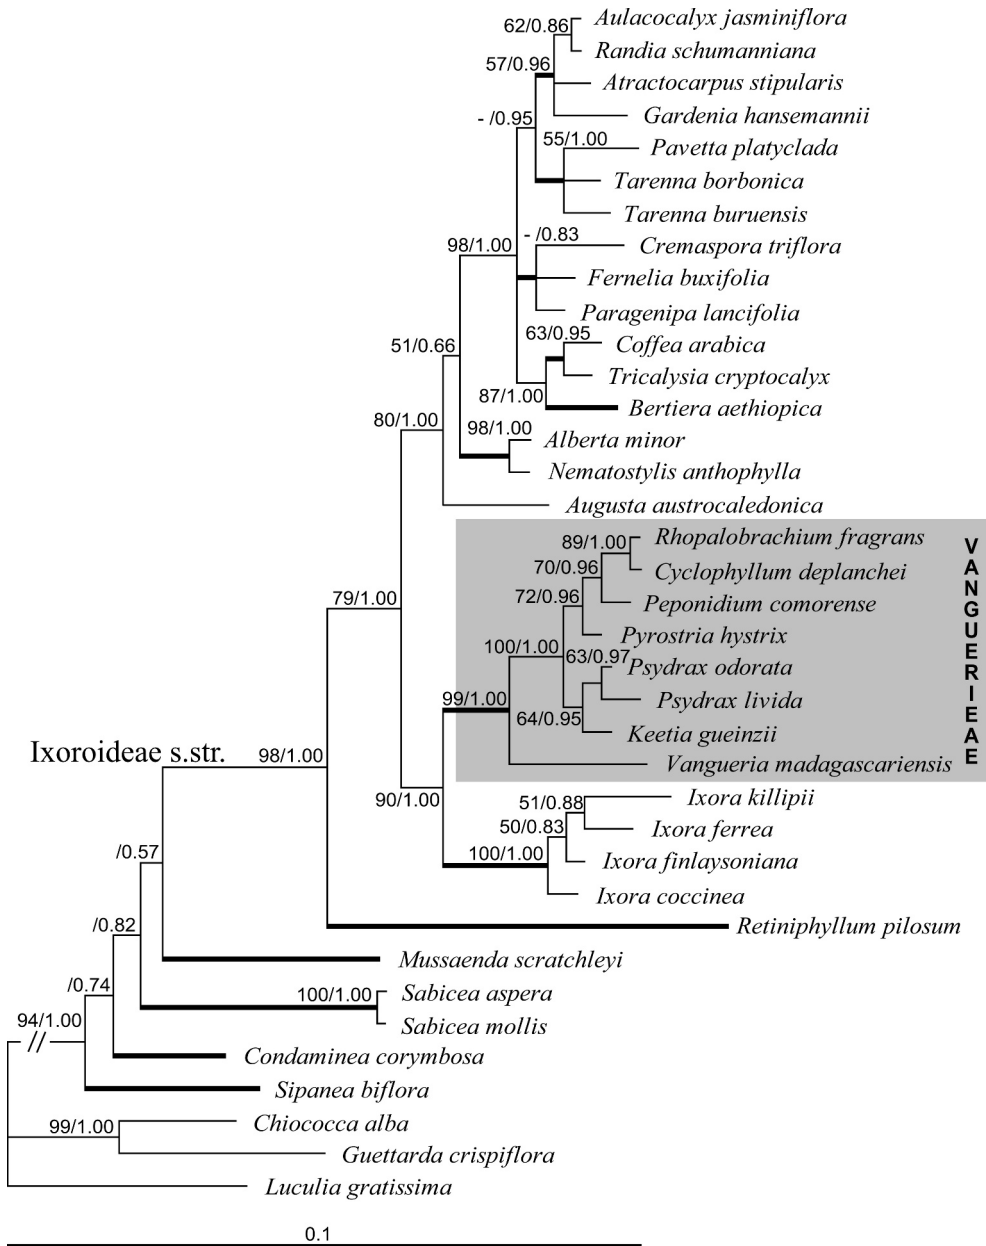 62/0.86 Aulacocalyx jasminiflora
Randia schumanniana
57/0.96
Atractocarpus stipularis
- /0.95 Gardenia hansemannii
55/1.00 Pavetta platyclada
Tarenna borbonica
Tarenna buruensis
98/1.00 - /0.83 Cremaspora triflora
Fernelia buxifolia
Paragenipa lancifolia
63/0.95 Coffea arabica
51/0.66
Tricalysia cryptocalyx
87/1.00 Bertiera aethiopica
80/1.00 98/1.00 Alberta minor
Nematostylis anthophylla
Augusta austrocaledonica
89/1.00 Rhopalobrachium fragrans
70/0.96 Cyclophyllum deplanchei
79/1.00 72/0.96 Peponidium comorense
Pyrostria hystrix
100/1.00 63/0.97 Psydrax odorata
99/1.00 Psydrax livida
64/0.95 Keetia gueinzii
Vangueria madagascariensis
VANGUERIEAE
Ixoroideae s.str. 98/1.00
90/1.00 51/0.88 Ixora killipii
50/0.83 Ixora ferrea
100/1.00 Ixora finlaysoniana
/0.57
Ixora coccinea
/0.82 Retiniphyllum pilosum
Mussaenda scratchleyi
/0.74 100/1.00 Sabicea aspera
94/1.00 Sabicea mollis
Condaminea corymbosa
Sipanea biflora
99/1.00 Chiococca alba
Guettarda crispiflora
Luculia gratissima
0.1